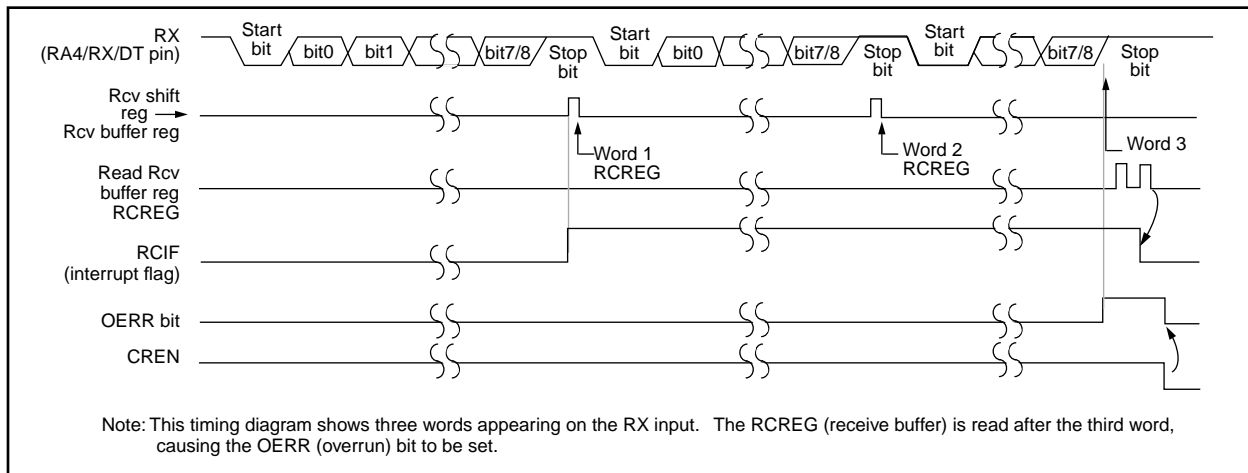 RX
(RA4/RX/DT pin)
Start
bit
bit0
bit1
bit7/8
Stop
bit
Start
bit
bit0
bit7/8
Stop
bit
Start
bit
bit7/8
Stop
bit
Rcv shift
reg
Rcv buffer reg
Word 1
RCREG
Word 2
RCREG
Word 3
Read Rcv
buffer reg
RCREG
RCIF
(interrupt flag)
OERR bit
CREN
Note: This timing diagram shows three words appearing on the RX input. The RCREG (receive buffer) is read after the third word,
causing the OERR (overrun) bit to be set.